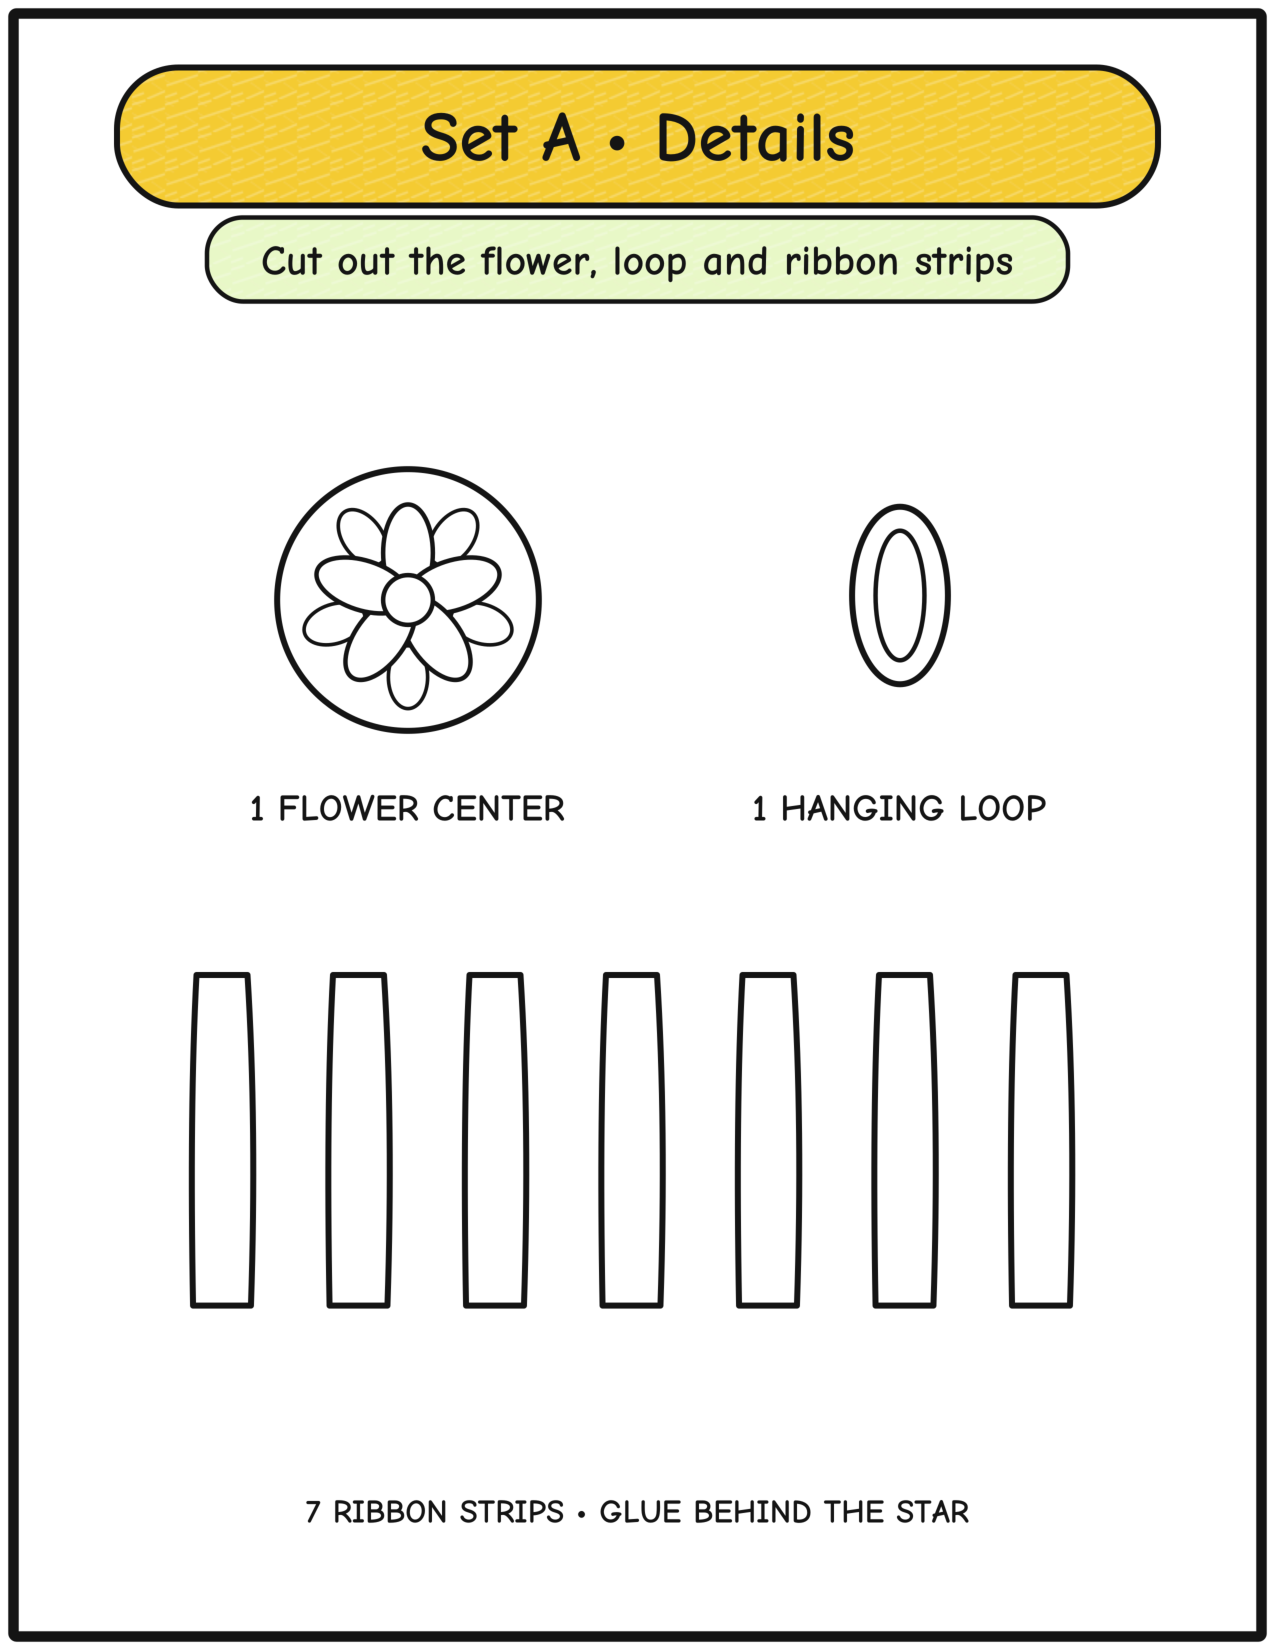 Set A • Details
Cut out the flower, loop and ribbon strips
1 FLOWER CENTER
1 HANGING LOOP
7 RIBBON STRIPS • GLUE BEHIND THE STAR